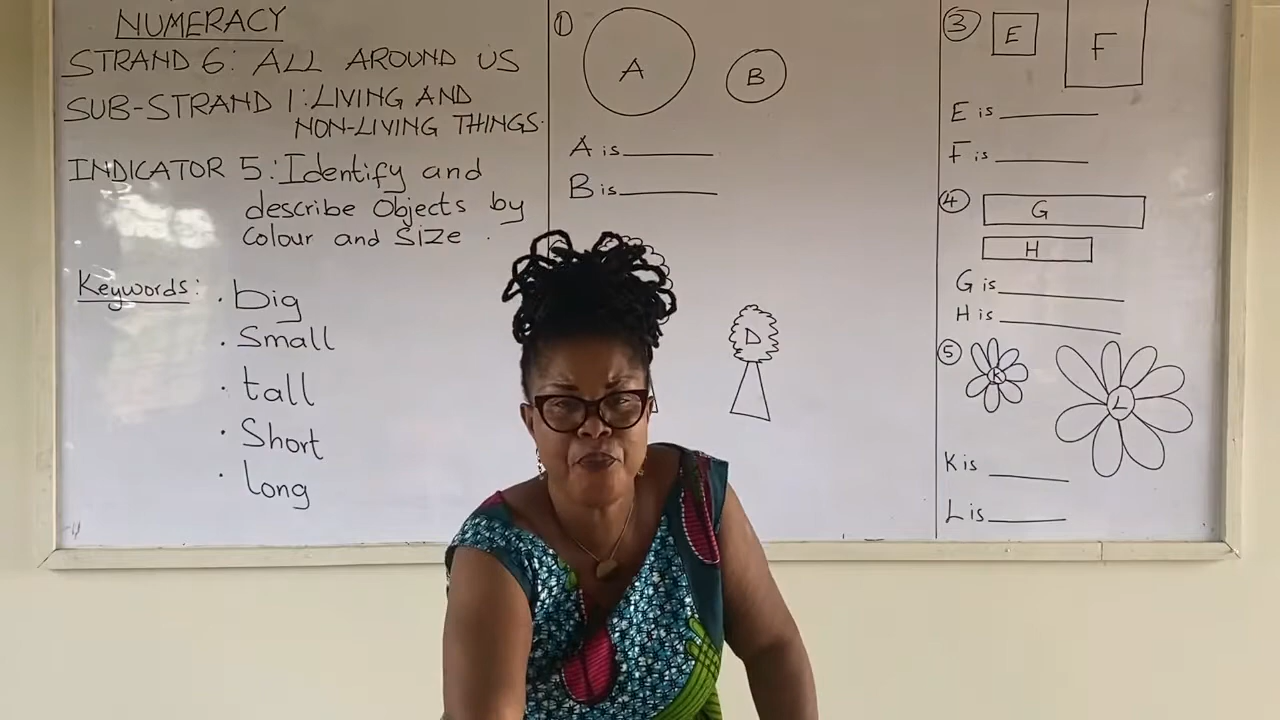 NUMERACY
STRAND 6: ALL AROUND US
SUB-STRAND 1: LIVING AND
NON-LIVING THINGS.
INDICATOR 5: Identify and
describe Objects by
Colour and SIZE.
Keywords: • big
• Small
• tall
• Short
• long
1
A
B
A is
B is
D
3
E
F
E is
F is
4
G
H
G is
H is
5
K
L
K is
L is